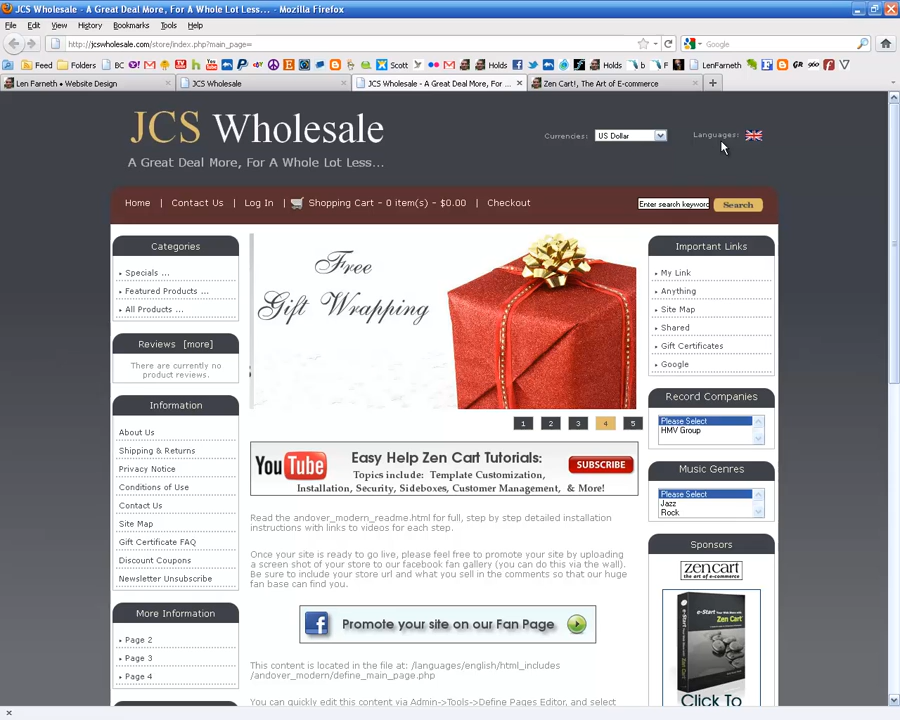 JCS Wholesale - A Great Deal More, For A Whole Lot Less... - Mozilla Firefox
File Edit View History Bookmarks Tools Help
http://jcswholesale.com/store/index.php?main_page=
Google
Feed Folders BC Scott Holds LenFarneth
Len Farneth • Website Design
JCS Wholesale
JCS Wholesale - A Great Deal More, For ...
Zen Cart!, The Art of E-commerce
JCS Wholesale
A Great Deal More, For A Whole Lot Less...
Currencies: US Dollar
Languages:
Home | Contact Us | Log In | Shopping Cart - 0 item(s) - $0.00 | Checkout
Enter search keyword
Search
Categories
Specials ...
Featured Products ...
All Products ...
Reviews [more]
There are currently no
product reviews.
Information
About Us
Shipping & Returns
Privacy Notice
Conditions of Use
Contact Us
Site Map
Gift Certificate FAQ
Discount Coupons
Newsletter Unsubscribe
More Information
Page 2
Page 3
Page 4
Free
Gift Wrapping
1 2 3 4 5
YouTube
Easy Help Zen Cart Tutorials:
Topics include: Template Customization,
Installation, Security, Sideboxes, Customer Management, & More!
SUBSCRIBE
Read the andover_modern_readme.html for full, step by step detailed installation
instructions with links to videos for each step.
Once your site is ready to go live, please feel free to promote your site by uploading
a screen shot of your store to our facebook fan gallery (you can do this via the wall).
Be sure to include your store url and what you sell in the comments so that our huge
fan base can find you.
Promote your site on our Fan Page
This content is located in the file at: /languages/english/html_includes
/andover_modern/define_main_page.php
You can quickly edit this content via Admin->Tools->Define Pages Editor, and select
Important Links
My Link
Anything
Site Map
Shared
Gift Certificates
Google
Record Companies
Please Select
HMV Group
Music Genres
Please Select
Jazz
Rock
Sponsors
zencart
the art of e-commerce
e-Start Your Web Store with
Zen Cart
Click To